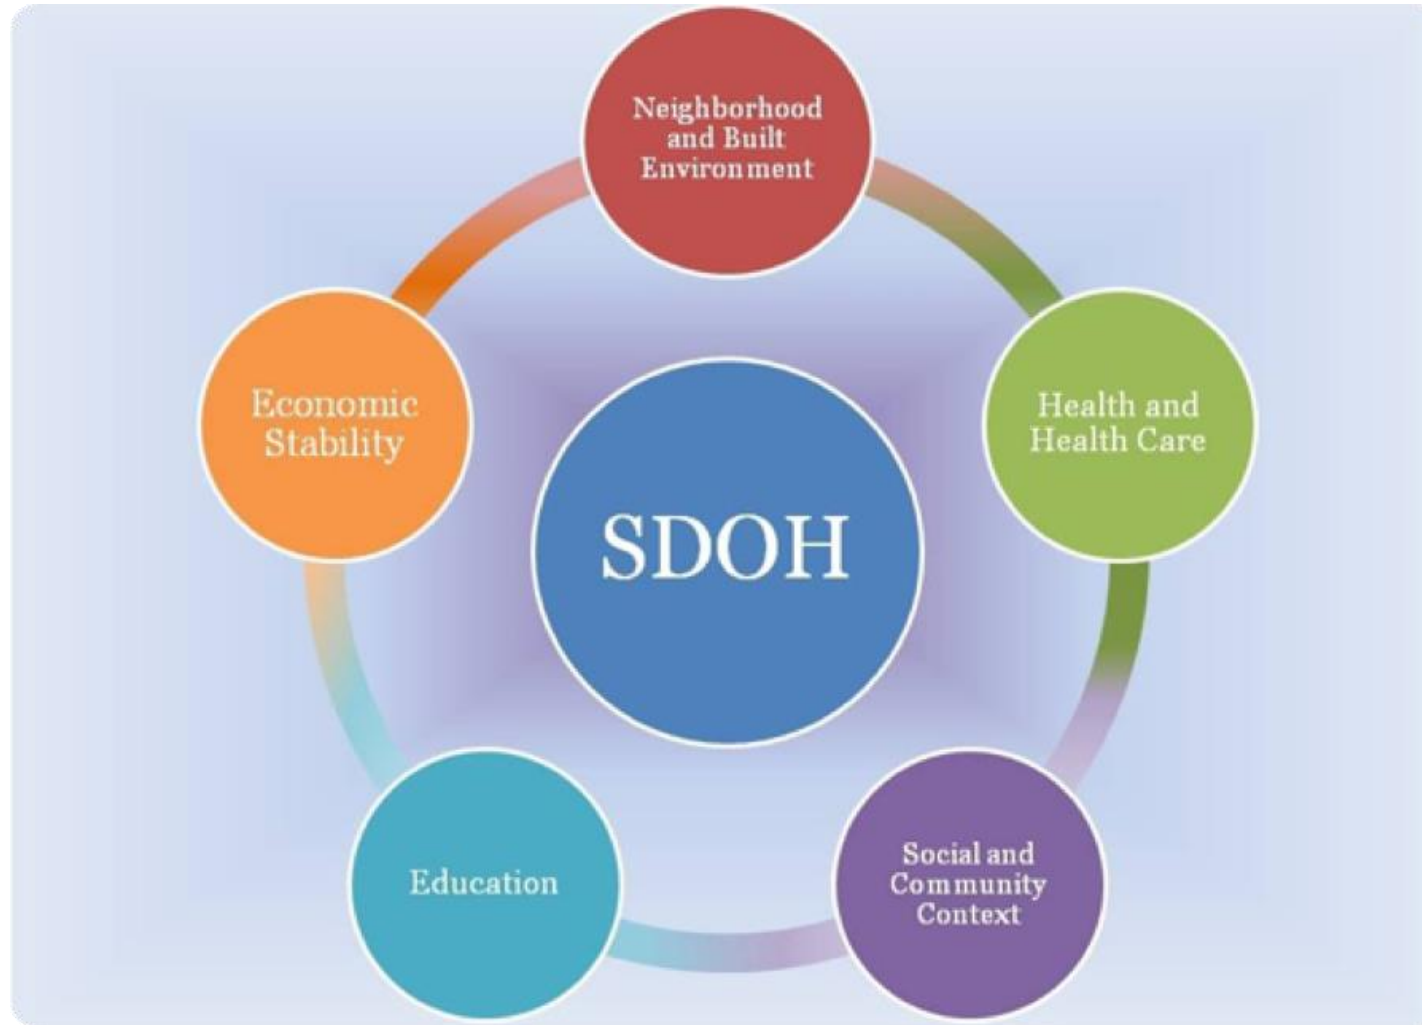 Neighborhood
and Built
Environment
Economic
Stability
Health and
Health Care
SDOH
Education
Social and
Community
Context